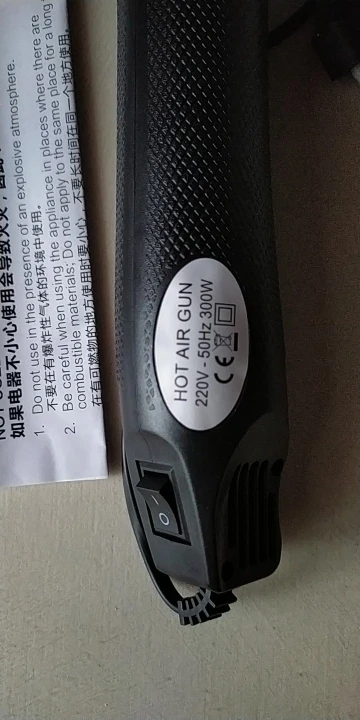 如果电器不小心使用会导致火灾，因此
1. Do not use in the presence of an explosive atmosphere.
不要在有爆炸性气体的环境中使用。
2. Be careful when using the appliance in places where there are
combustible materials; Do not apply to the same place for a long
在有可燃物的地方使用时要小心，不要长时间在同一个地方使用。
HOT AIR GUN
220V - 50Hz 300W
CE